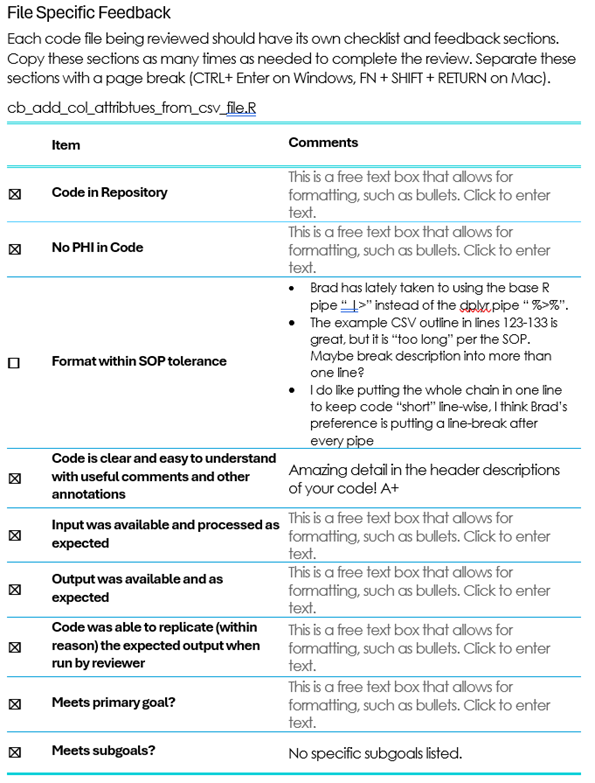 File Specific Feedback
Each code file being reviewed should have its own checklist and feedback sections.
Copy these sections as many times as needed to complete the review. Separate these
sections with a page break (CTRL+ Enter on Windows, FN + SHIFT + RETURN on Mac).
cb_add_col_attribtues_from_csv_file.R
Item
Comments
☒
Code in Repository
This is a free text box that allows for
formatting, such as bullets. Click to enter
text.
☒
No PHI in Code
This is a free text box that allows for
formatting, such as bullets. Click to enter
text.
☐
Format within SOP tolerance
• Brad has lately taken to using the base R
pipe “ |>” instead of the dplyr pipe “ %>%”.
• The example CSV outline in lines 123-133 is
great, but it is “too long” per the SOP.
Maybe break description into more than
one line?
• I do like putting the whole chain in one line
to keep code “short” line-wise, I think Brad’s
preference is putting a line-break after
every pipe
☒
Code is clear and easy to understand
with useful comments and other
annotations
Amazing detail in the header descriptions
of your code! A+
☒
Input was available and processed as
expected
This is a free text box that allows for
formatting, such as bullets. Click to enter
text.
☒
Output was available and as
expected
This is a free text box that allows for
formatting, such as bullets. Click to enter
text.
☒
Code was able to replicate (within
reason) the expected output when
run by reviewer
This is a free text box that allows for
formatting, such as bullets. Click to enter
text.
☒
Meets primary goal?
This is a free text box that allows for
formatting, such as bullets. Click to enter
text.
☒
Meets subgoals?
No specific subgoals listed.